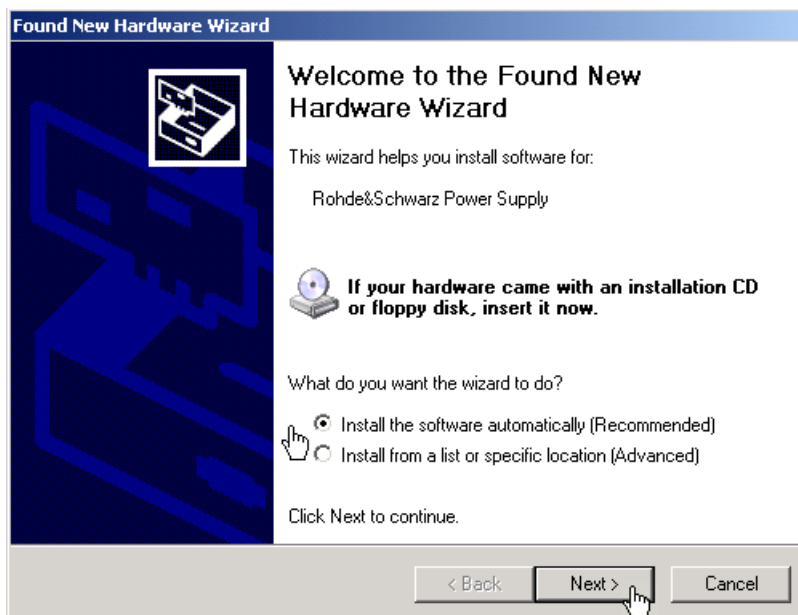 Found New Hardware Wizard
Welcome to the Found New
Hardware Wizard
This wizard helps you install software for:
Rohde&Schwarz Power Supply
If your hardware came with an installation CD
or floppy disk, insert it now.
What do you want the wizard to do?
Install the software automatically (Recommended)
Install from a list or specific location (Advanced)
Click Next to continue.
< Back Next > Cancel